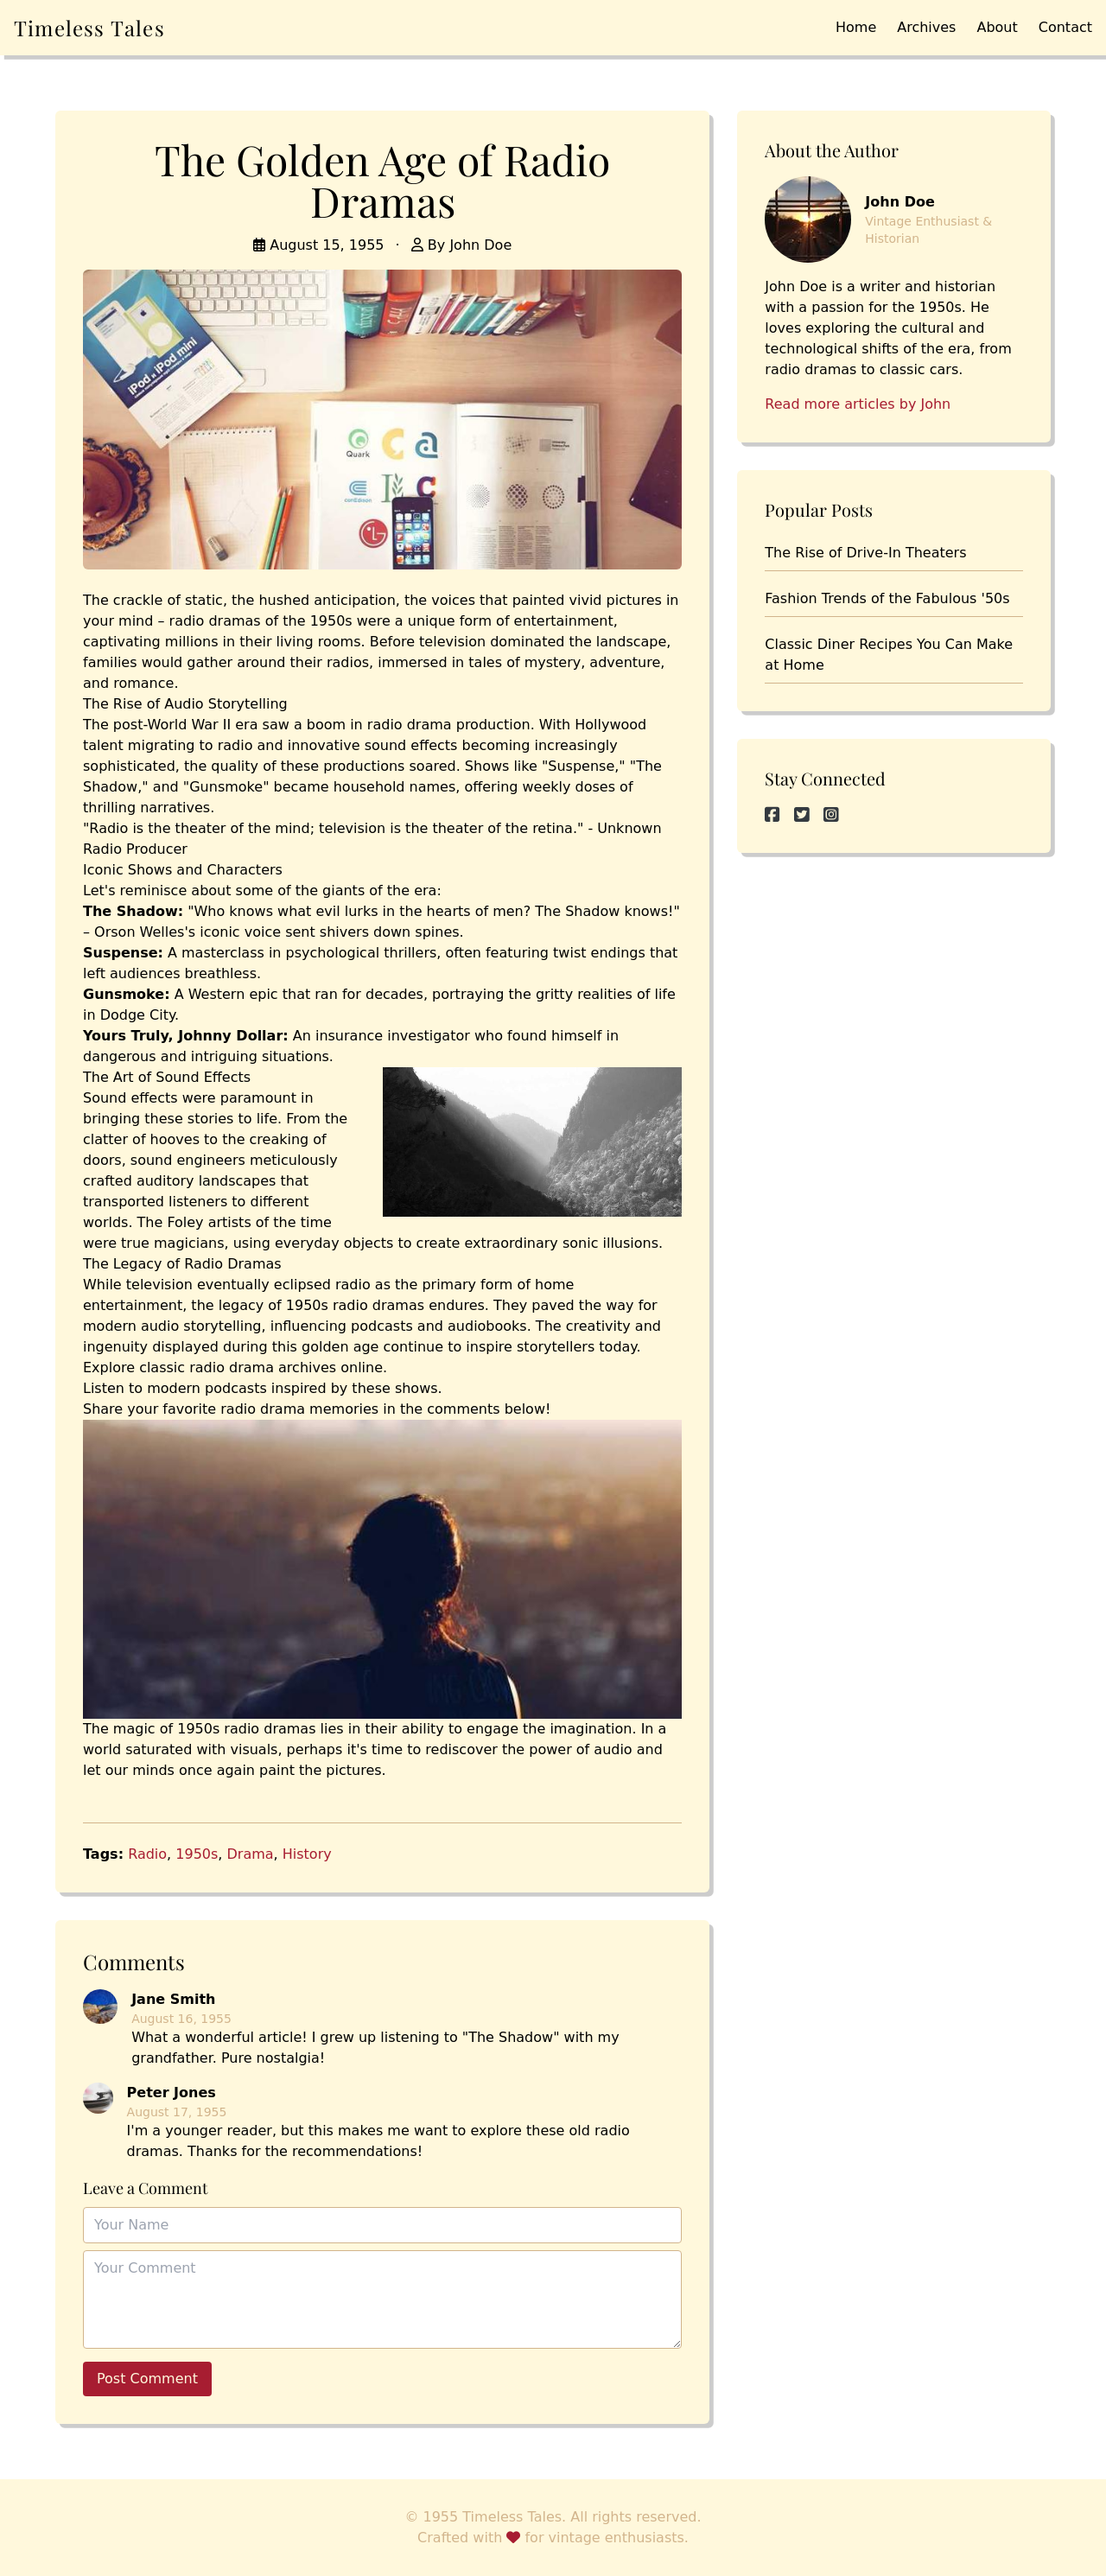 Timeless Tales
Home Archives About Contact
The Golden Age of Radio
Dramas
August 15, 1955 · By John Doe
iPod × iPod mini
Quark
LG
The crackle of static, the hushed anticipation, the voices that painted vivid pictures in
your mind – radio dramas of the 1950s were a unique form of entertainment,
captivating millions in their living rooms. Before television dominated the landscape,
families would gather around their radios, immersed in tales of mystery, adventure,
and romance.
The Rise of Audio Storytelling
The post-World War II era saw a boom in radio drama production. With Hollywood
talent migrating to radio and innovative sound effects becoming increasingly
sophisticated, the quality of these productions soared. Shows like "Suspense," "The
Shadow," and "Gunsmoke" became household names, offering weekly doses of
thrilling narratives.
"Radio is the theater of the mind; television is the theater of the retina." - Unknown
Radio Producer
Iconic Shows and Characters
Let's reminisce about some of the giants of the era:
The Shadow: "Who knows what evil lurks in the hearts of men? The Shadow knows!"
– Orson Welles's iconic voice sent shivers down spines.
Suspense: A masterclass in psychological thrillers, often featuring twist endings that
left audiences breathless.
Gunsmoke: A Western epic that ran for decades, portraying the gritty realities of life
in Dodge City.
Yours Truly, Johnny Dollar: An insurance investigator who found himself in
dangerous and intriguing situations.
The Art of Sound Effects
Sound effects were paramount in
bringing these stories to life. From the
clatter of hooves to the creaking of
doors, sound engineers meticulously
crafted auditory landscapes that
transported listeners to different
worlds. The Foley artists of the time
were true magicians, using everyday objects to create extraordinary sonic illusions.
The Legacy of Radio Dramas
While television eventually eclipsed radio as the primary form of home
entertainment, the legacy of 1950s radio dramas endures. They paved the way for
modern audio storytelling, influencing podcasts and audiobooks. The creativity and
ingenuity displayed during this golden age continue to inspire storytellers today.
Explore classic radio drama archives online.
Listen to modern podcasts inspired by these shows.
Share your favorite radio drama memories in the comments below!
The magic of 1950s radio dramas lies in their ability to engage the imagination. In a
world saturated with visuals, perhaps it's time to rediscover the power of audio and
let our minds once again paint the pictures.
Tags: Radio, 1950s, Drama, History
Comments
Jane Smith
August 16, 1955
What a wonderful article! I grew up listening to "The Shadow" with my
grandfather. Pure nostalgia!
Peter Jones
August 17, 1955
I'm a younger reader, but this makes me want to explore these old radio
dramas. Thanks for the recommendations!
Leave a Comment
Your Name
Your Comment
Post Comment
About the Author
John Doe
Vintage Enthusiast &
Historian
John Doe is a writer and historian
with a passion for the 1950s. He
loves exploring the cultural and
technological shifts of the era, from
radio dramas to classic cars.
Read more articles by John
Popular Posts
The Rise of Drive-In Theaters
Fashion Trends of the Fabulous '50s
Classic Diner Recipes You Can Make
at Home
Stay Connected
© 1955 Timeless Tales. All rights reserved.
Crafted with for vintage enthusiasts.